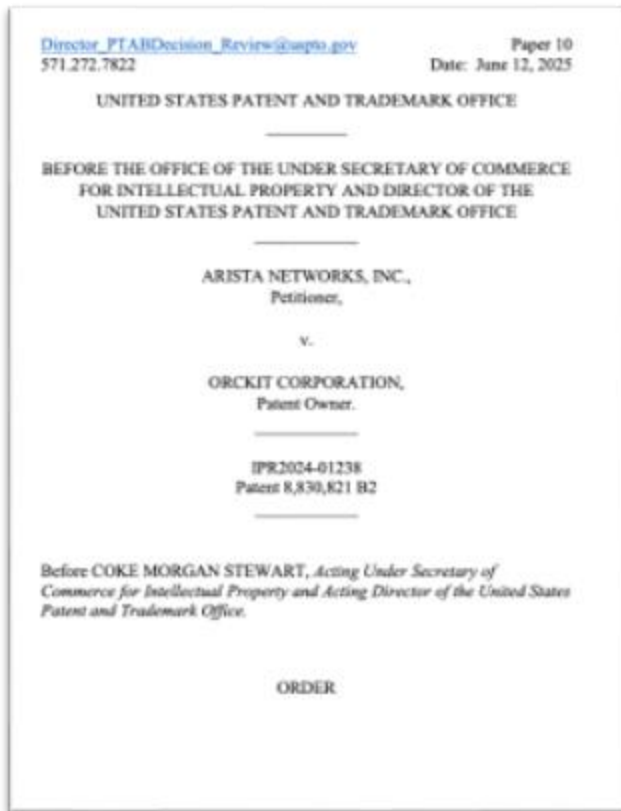 Director_PTABDecision_Review@uspto.gov Paper 10
571.272.7822 Date: June 12, 2025
UNITED STATES PATENT AND TRADEMARK OFFICE
BEFORE THE OFFICE OF THE UNDER SECRETARY OF COMMERCE
FOR INTELLECTUAL PROPERTY AND DIRECTOR OF THE
UNITED STATES PATENT AND TRADEMARK OFFICE
ARISTA NETWORKS, INC.,
Petitioner,
v.
ORCKIT CORPORATION,
Patent Owner.
IPR2024-01238
Patent 8,830,821 B2
Before COKE MORGAN STEWART, Acting Under Secretary of
Commerce for Intellectual Property and Acting Director of the United States
Patent and Trademark Office.
ORDER